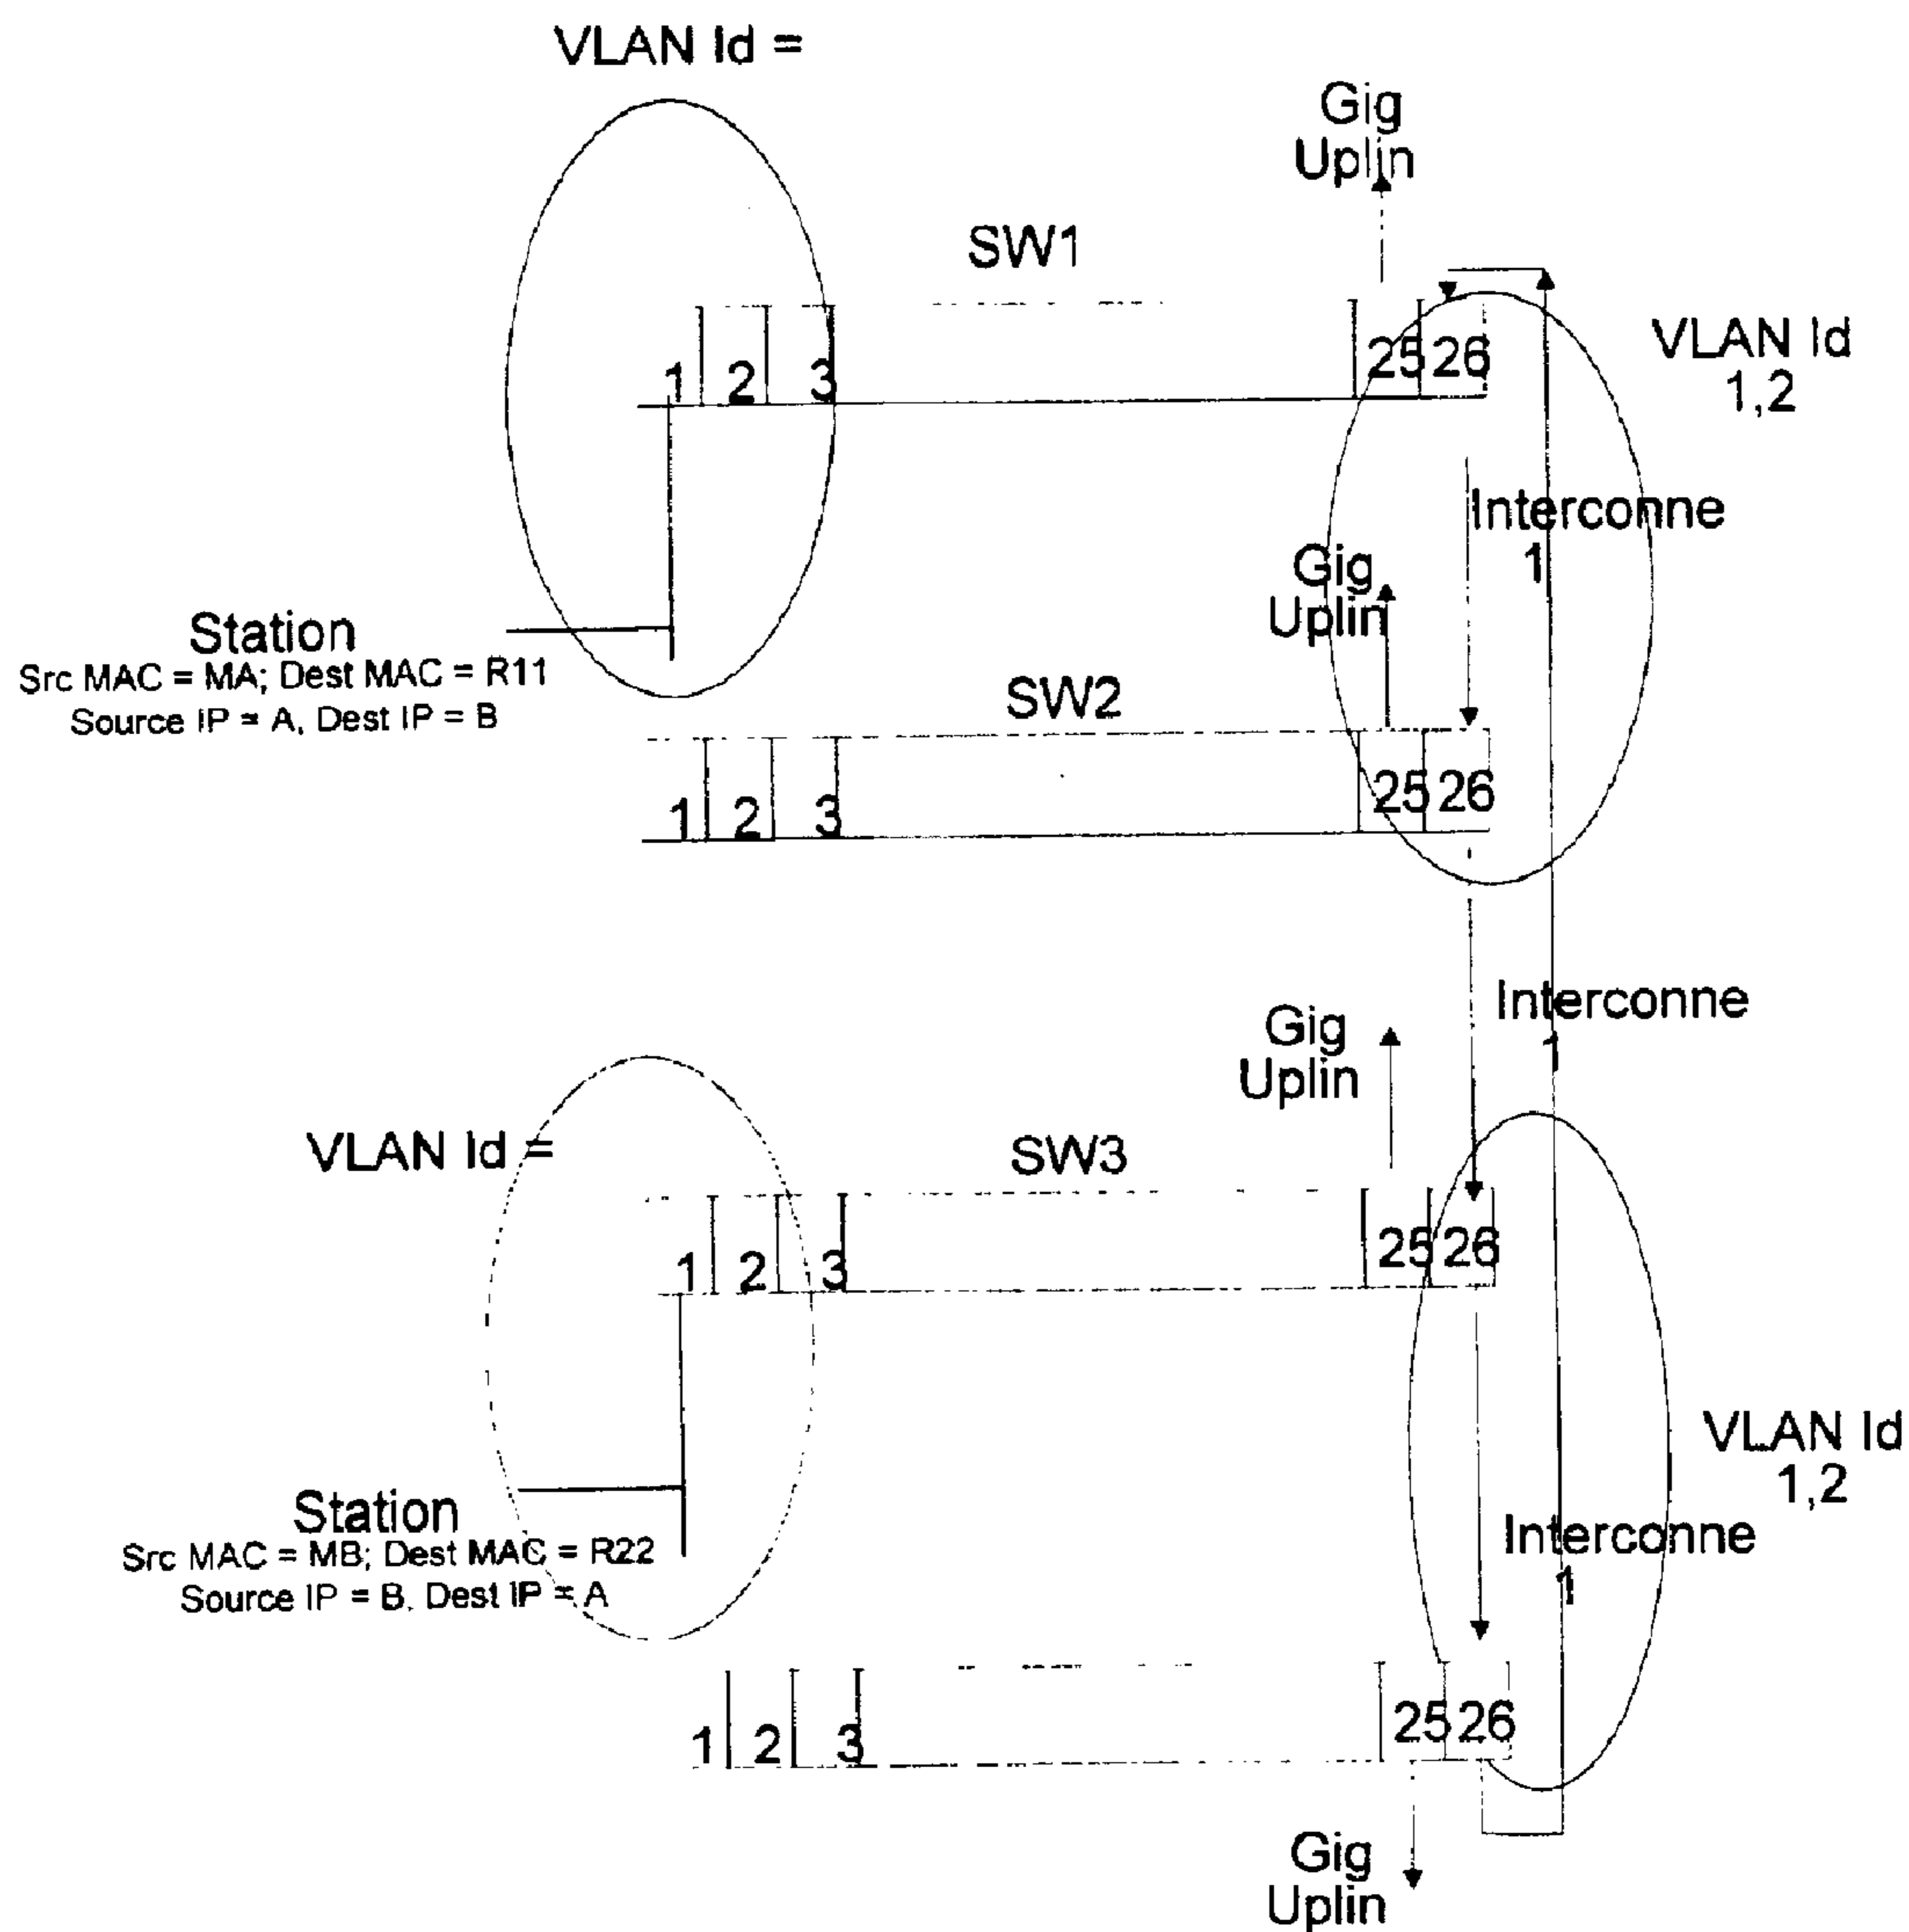 VLAN Id =
Gig
Uplin
SW1
1 2 3 25 26
VLAN Id
1,2
Interconne
1
Gig
Uplin
Station
Src MAC = MA; Dest MAC = R11
Source IP = A, Dest IP = B
SW2
1 2 3 25 26
Interconne
1
Gig
Uplin
VLAN Id =
SW3
1 2 3 25 26
VLAN Id
1,2
Station
Src MAC = MB; Dest MAC = R22
Source IP = B, Dest IP = A
Interconne
1
1 2 3 25 26
Gig
Uplin